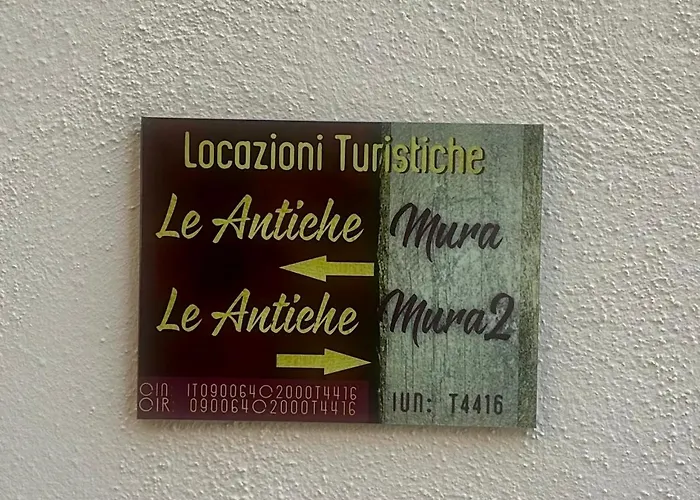 Locazioni Turistiche
Le Antiche Mura
Le Antiche Mura2
CIN IT090064C2000T4416
CIR: 090064C2000T4416
IUN: T4416